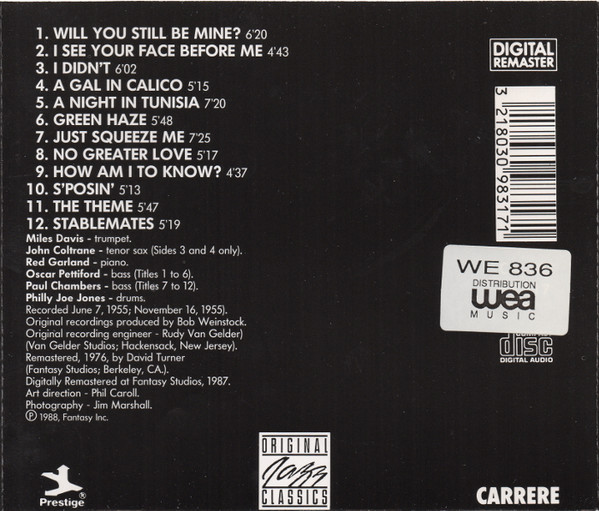 1. WILL YOU STILL BE MINE? 6'20
2. I SEE YOUR FACE BEFORE ME 4'43
3. I DIDN'T 6'02
4. A GAL IN CALICO 5'15
5. A NIGHT IN TUNISIA 7'20
6. GREEN HAZE 5'48
7. JUST SQUEEZE ME 7'25
8. NO GREATER LOVE 5'17
9. HOW AM I TO KNOW? 4'37
10. S'POSIN' 5'13
11. THE THEME 5'47
12. STABLEMATES 5'19
Miles Davis - trumpet.
John Coltrane - tenor sax (Sides 3 and 4 only).
Red Garland - piano.
Oscar Pettiford - bass (Titles 1 to 6).
Paul Chambers - bass (Titles 7 to 12).
Philly Joe Jones - drums.
Recorded June 7, 1955; November 16, 1955).
Original recordings produced by Bob Weinstock.
Original recording engineer - Rudy Van Gelder)
(Van Gelder Studios; Hackensack, New Jersey).
Remastered, 1976, by David Turner
(Fantasy Studios; Berkeley, CA.).
Digitally Remastered at Fantasy Studios, 1987.
Art direction - Phil Caroll.
Photography - Jim Marshall.
℗ 1988, Fantasy Inc.
DIGITAL
REMASTER
3 218030 983171
WE 836
DISTRIBUTION
wea
MUSIC
disc
DIGITAL AUDIO
Prestige®
ORIGINAL
Jazz
CLASSICS
CARRERE